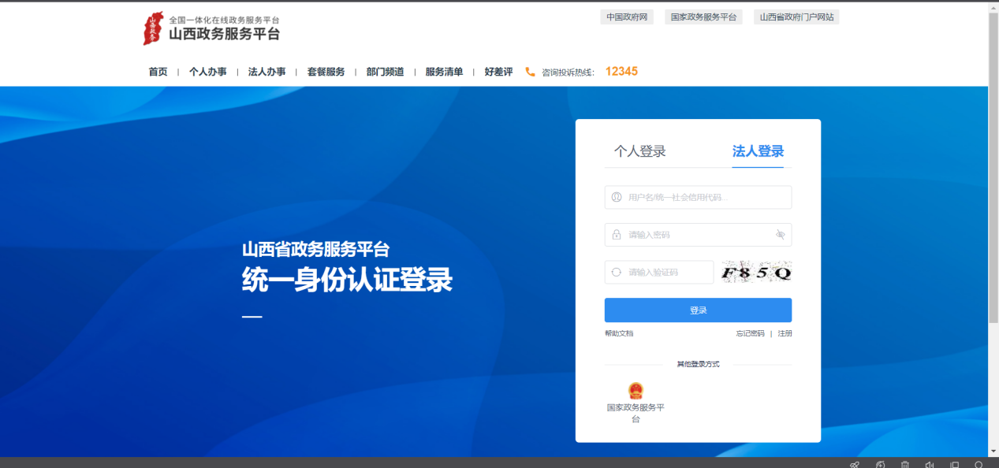 全国一体化在线政务服务平台
山西政务服务平台
中国政府网 国家政务服务平台 山西省政府门户网站
首页 | 个人办事 | 法人办事 | 套餐服务 | 部门频道 | 服务清单 | 好差评 咨询投诉热线: 12345
山西省政务服务平台
统一身份认证登录
个人登录 法人登录
用户名/统一社会信用代码...
请输入密码
请输入验证码 F85Q
登录
帮助文档 忘记密码 | 注册
其他登录方式
国家政务服务平
台